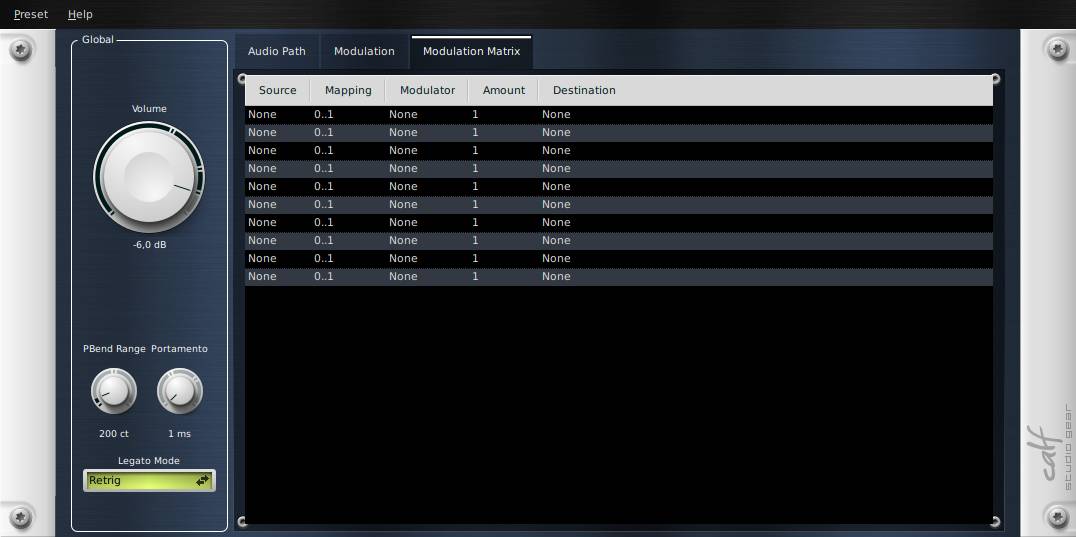 Preset Help
Global
Audio Path Modulation Modulation Matrix
Volume
-6,0 dB
PBend Range Portamento
200 ct 1 ms
Legato Mode
Retrig
Source Mapping Modulator Amount Destination
None 0..1 None 1 None
None 0..1 None 1 None
None 0..1 None 1 None
None 0..1 None 1 None
None 0..1 None 1 None
None 0..1 None 1 None
None 0..1 None 1 None
None 0..1 None 1 None
None 0..1 None 1 None
None 0..1 None 1 None
calf
studio gear